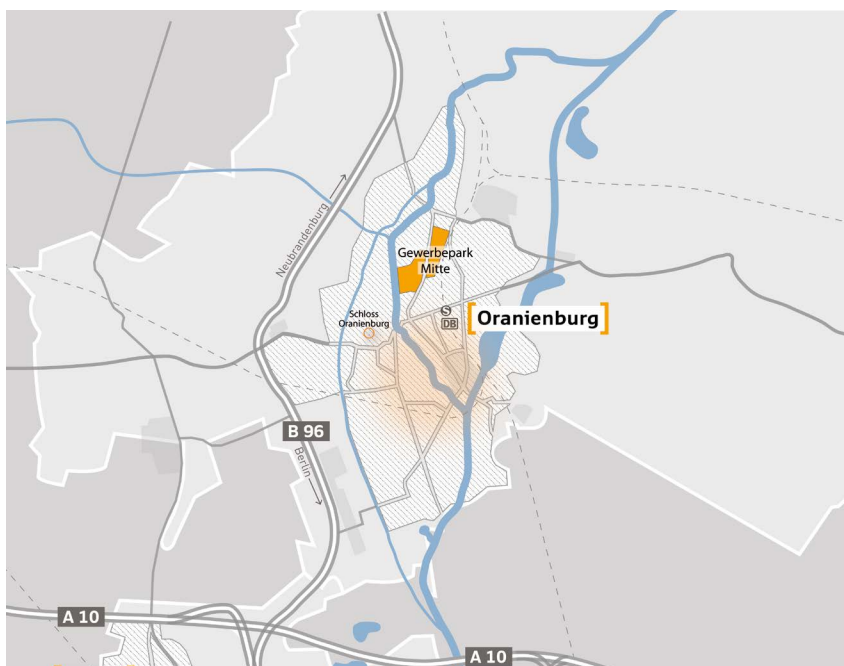 Neubrandenburg
Gewerbepark
Mitte
Schloss
Oranienburg
S
DB
Oranienburg
B 96
Berlin
A 10
A 10